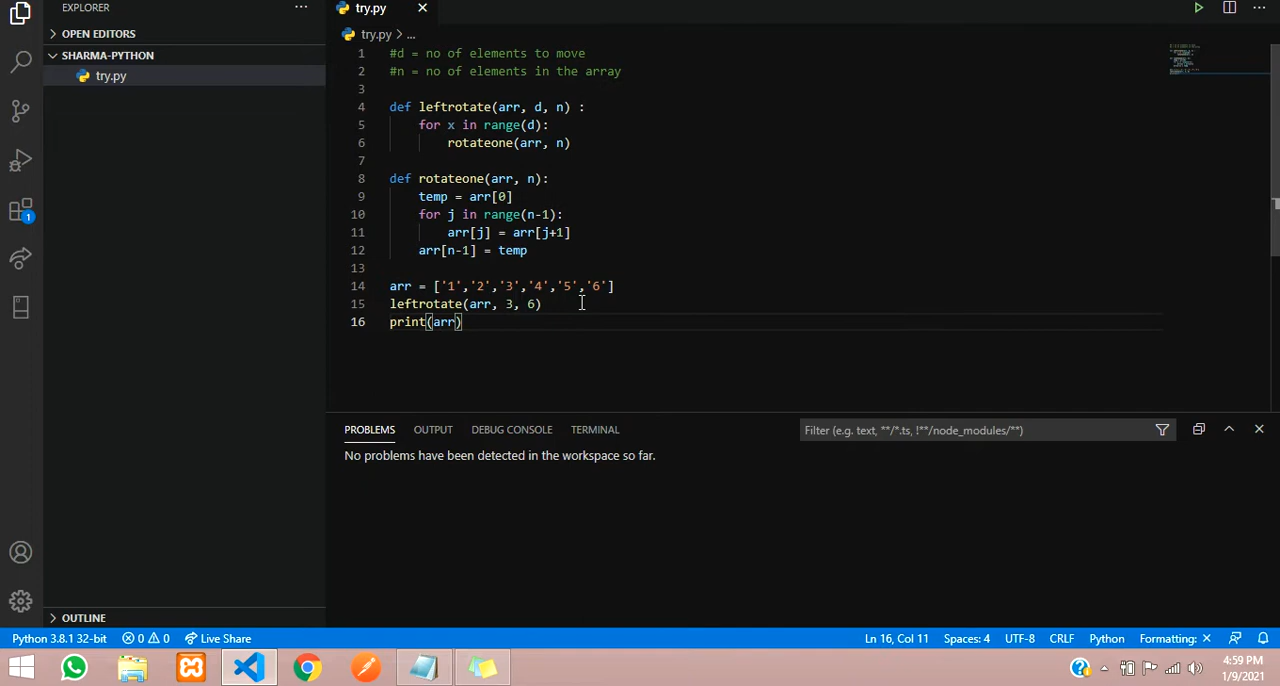 EXPLORER
···
OPEN EDITORS
SHARMA-PYTHON
try.py
OUTLINE
try.py
try.py > ...
1 #d = no of elements to move
2 #n = no of elements in the array
3
4 def leftrotate(arr, d, n) :
5 for x in range(d):
6 rotateone(arr, n)
7
8 def rotateone(arr, n):
9 temp = arr[0]
10 for j in range(n-1):
11 arr[j] = arr[j+1]
12 arr[n-1] = temp
13
14 arr = ['1','2','3','4','5','6']
15 leftrotate(arr, 3, 6)
16 print(arr)
PROBLEMS OUTPUT DEBUG CONSOLE TERMINAL
Filter (e.g. text, **/*.ts, !**/node_modules/**)
No problems have been detected in the workspace so far.
1
Python 3.8.1 32-bit 0 0 Live Share
Ln 16, Col 11 Spaces: 4 UTF-8 CRLF Python Formatting: ×
4:59 PM
1/9/2021